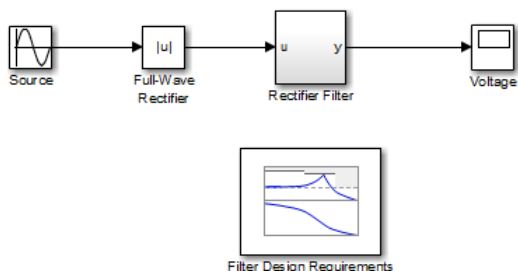 |u|
u
y
Source
Full-Wave
Rectifier
Rectifier Filter
Voltage
Filter Design Requirements